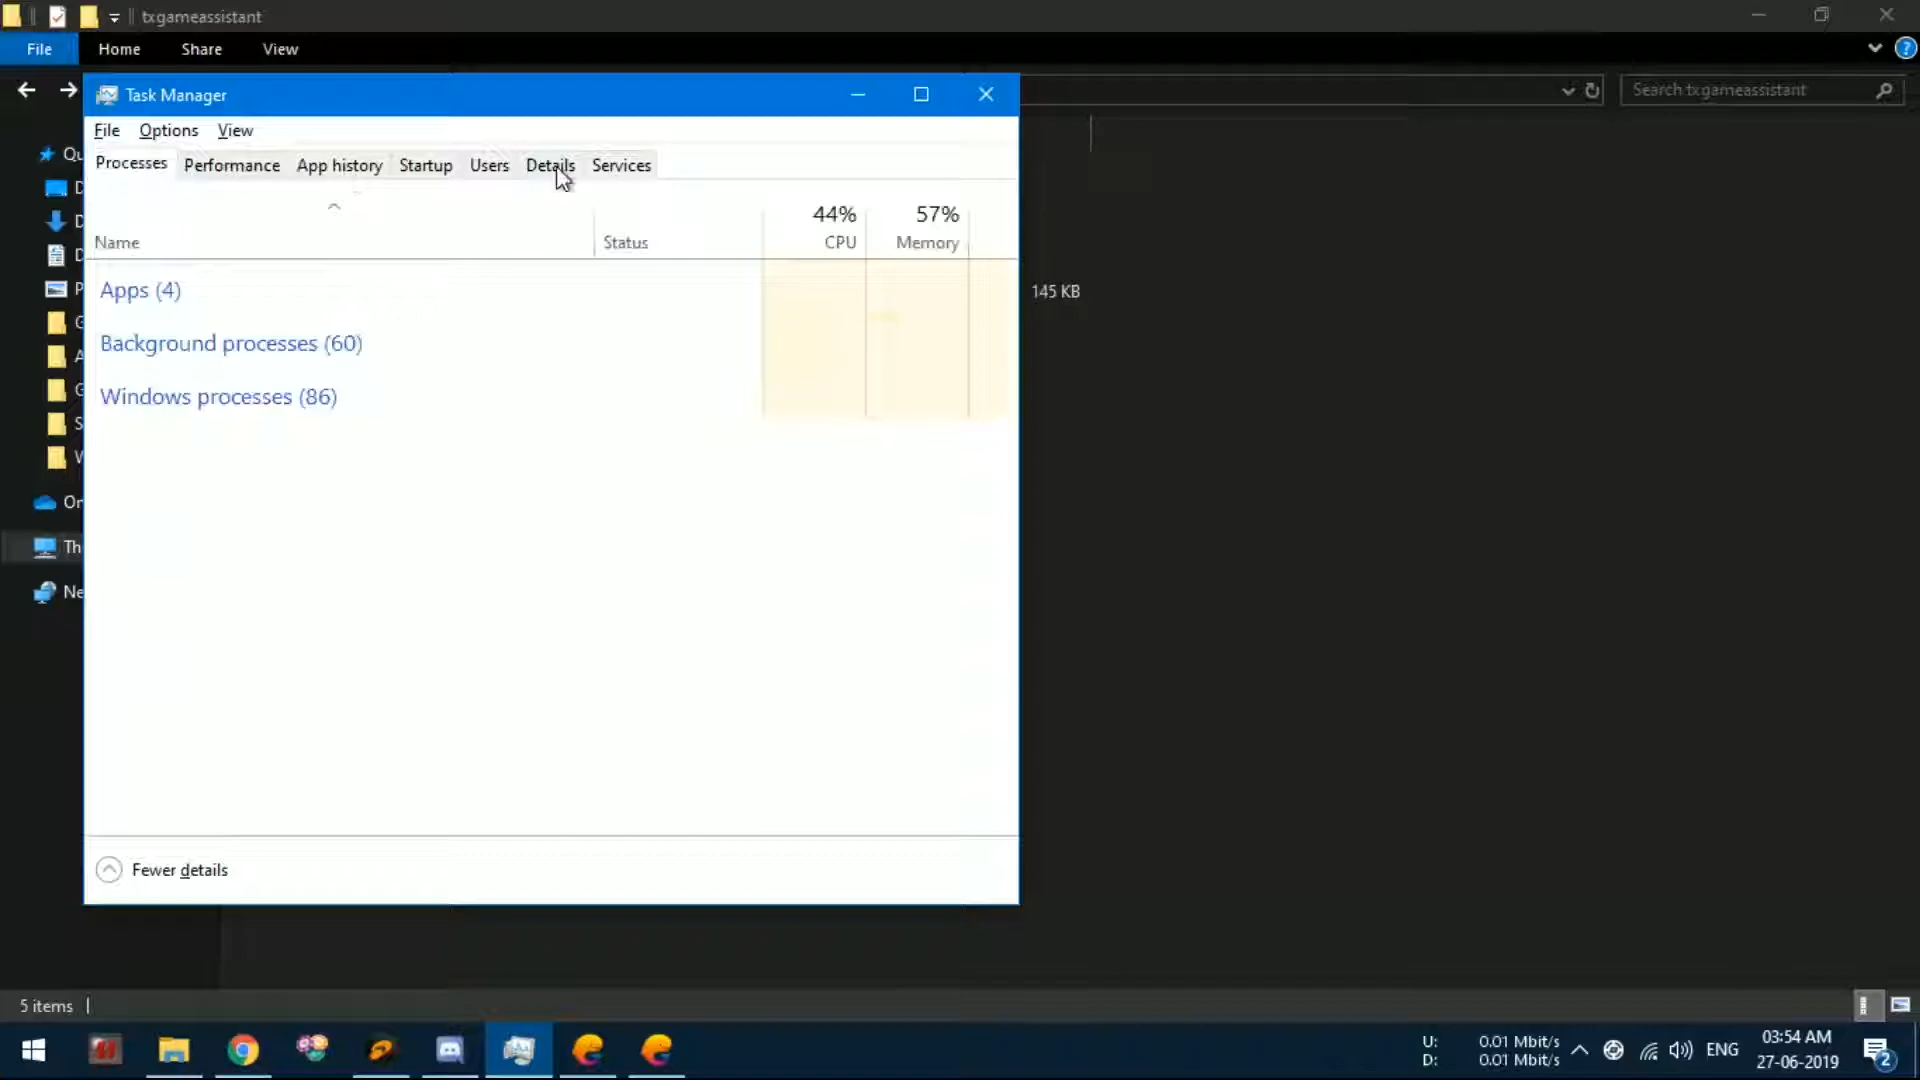 txgameassistant
File Home Share View
Search txgameassistant
Task Manager
File Options View
Processes Performance App history Startup Users Details Services
44% 57%
Name Status CPU Memory
Apps (4)
145 KB
Background processes (60)
Windows processes (86)
Fewer details
5 items
U: 0.01 Mbit/s
D: 0.01 Mbit/s
ENG
03:54 AM
27-06-2019
2